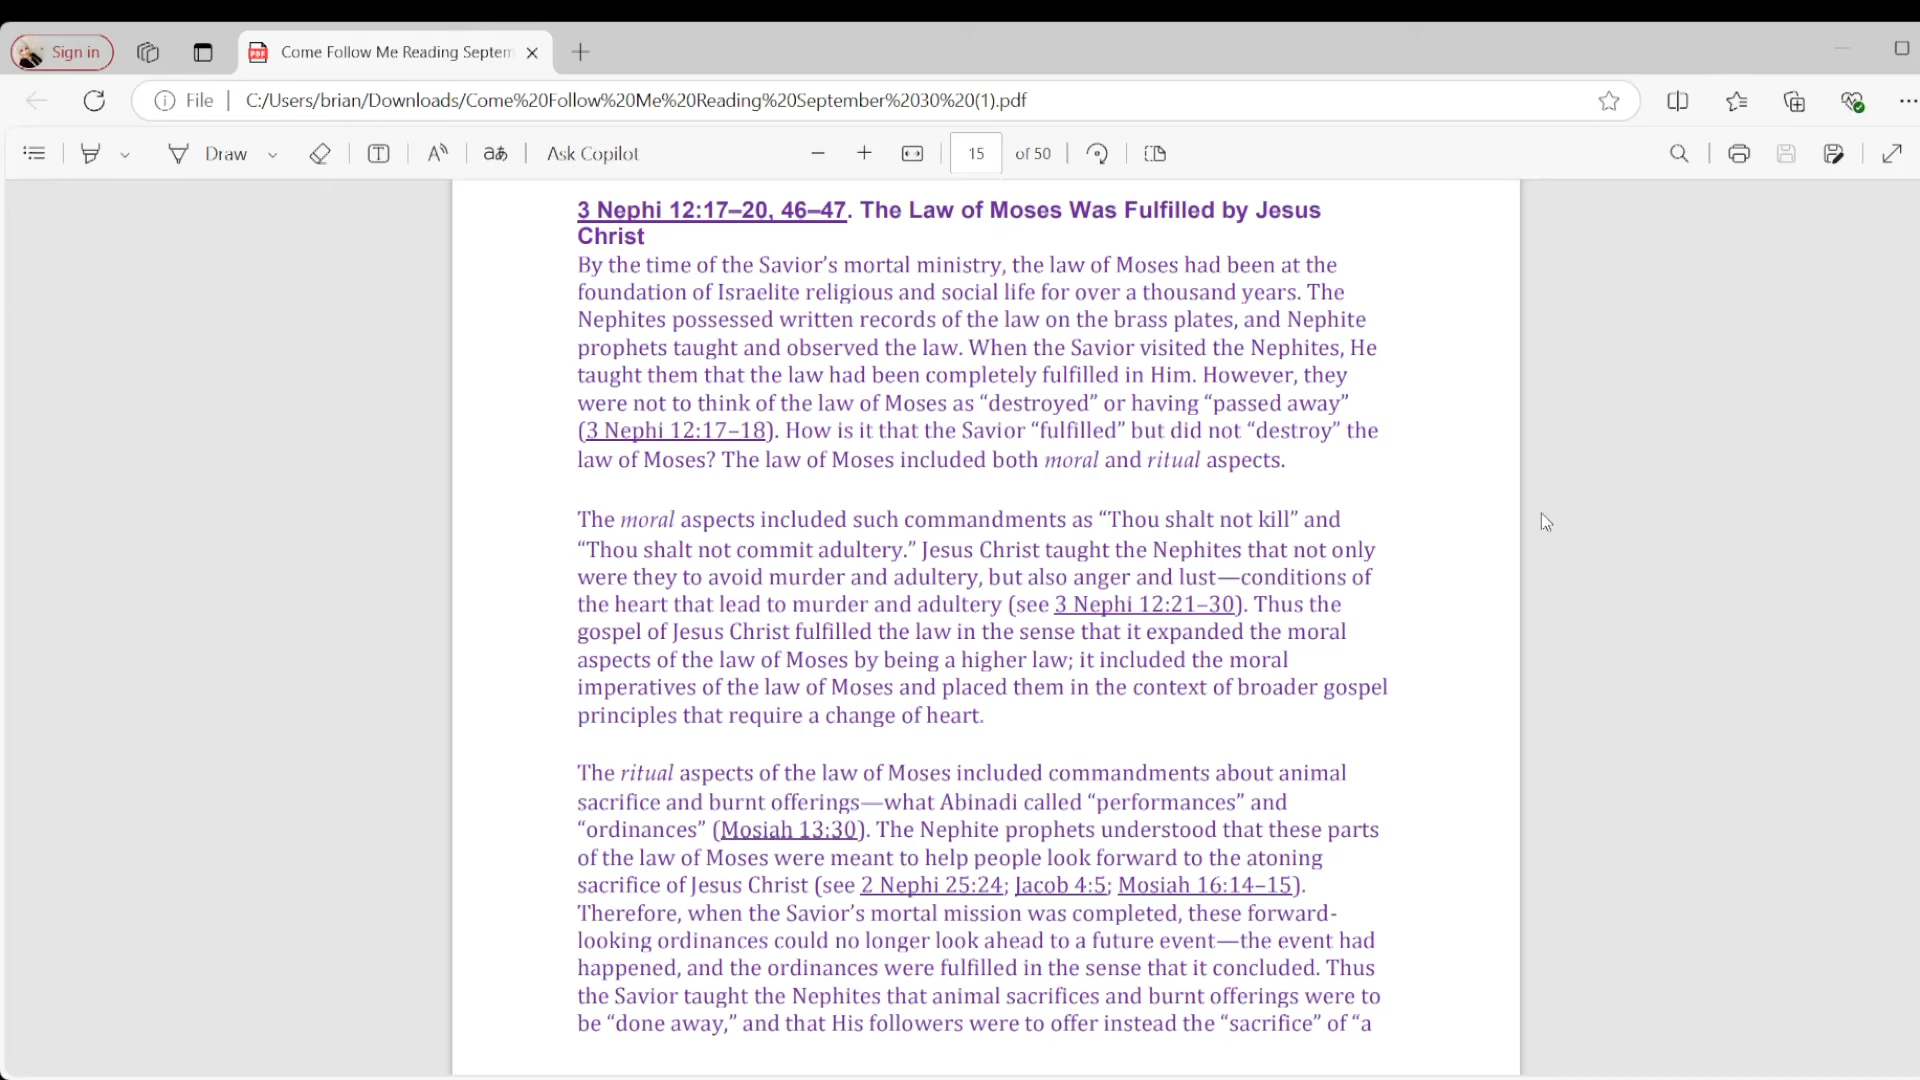 Sign in
Come Follow Me Reading Septem
File
C:/Users/brian/Downloads/Come%20Follow%20Me%20Reading%20September%2030%20(1).pdf
Draw
Ask Copilot
15
of 50
3 Nephi 12:17–20, 46–47. The Law of Moses Was Fulfilled by Jesus
Christ
By the time of the Savior’s mortal ministry, the law of Moses had been at the
foundation of Israelite religious and social life for over a thousand years. The
Nephites possessed written records of the law on the brass plates, and Nephite
prophets taught and observed the law. When the Savior visited the Nephites, He
taught them that the law had been completely fulfilled in Him. However, they
were not to think of the law of Moses as “destroyed” or having “passed away”
(3 Nephi 12:17–18). How is it that the Savior “fulfilled” but did not “destroy” the
law of Moses? The law of Moses included both moral and ritual aspects.
The moral aspects included such commandments as “Thou shalt not kill” and
“Thou shalt not commit adultery.” Jesus Christ taught the Nephites that not only
were they to avoid murder and adultery, but also anger and lust—conditions of
the heart that lead to murder and adultery (see 3 Nephi 12:21–30). Thus the
gospel of Jesus Christ fulfilled the law in the sense that it expanded the moral
aspects of the law of Moses by being a higher law; it included the moral
imperatives of the law of Moses and placed them in the context of broader gospel
principles that require a change of heart.
The ritual aspects of the law of Moses included commandments about animal
sacrifice and burnt offerings—what Abinadi called “performances” and
“ordinances” (Mosiah 13:30). The Nephite prophets understood that these parts
of the law of Moses were meant to help people look forward to the atoning
sacrifice of Jesus Christ (see 2 Nephi 25:24; Jacob 4:5; Mosiah 16:14–15).
Therefore, when the Savior’s mortal mission was completed, these forward-
looking ordinances could no longer look ahead to a future event—the event had
happened, and the ordinances were fulfilled in the sense that it concluded. Thus
the Savior taught the Nephites that animal sacrifices and burnt offerings were to
be “done away,” and that His followers were to offer instead the “sacrifice” of “a